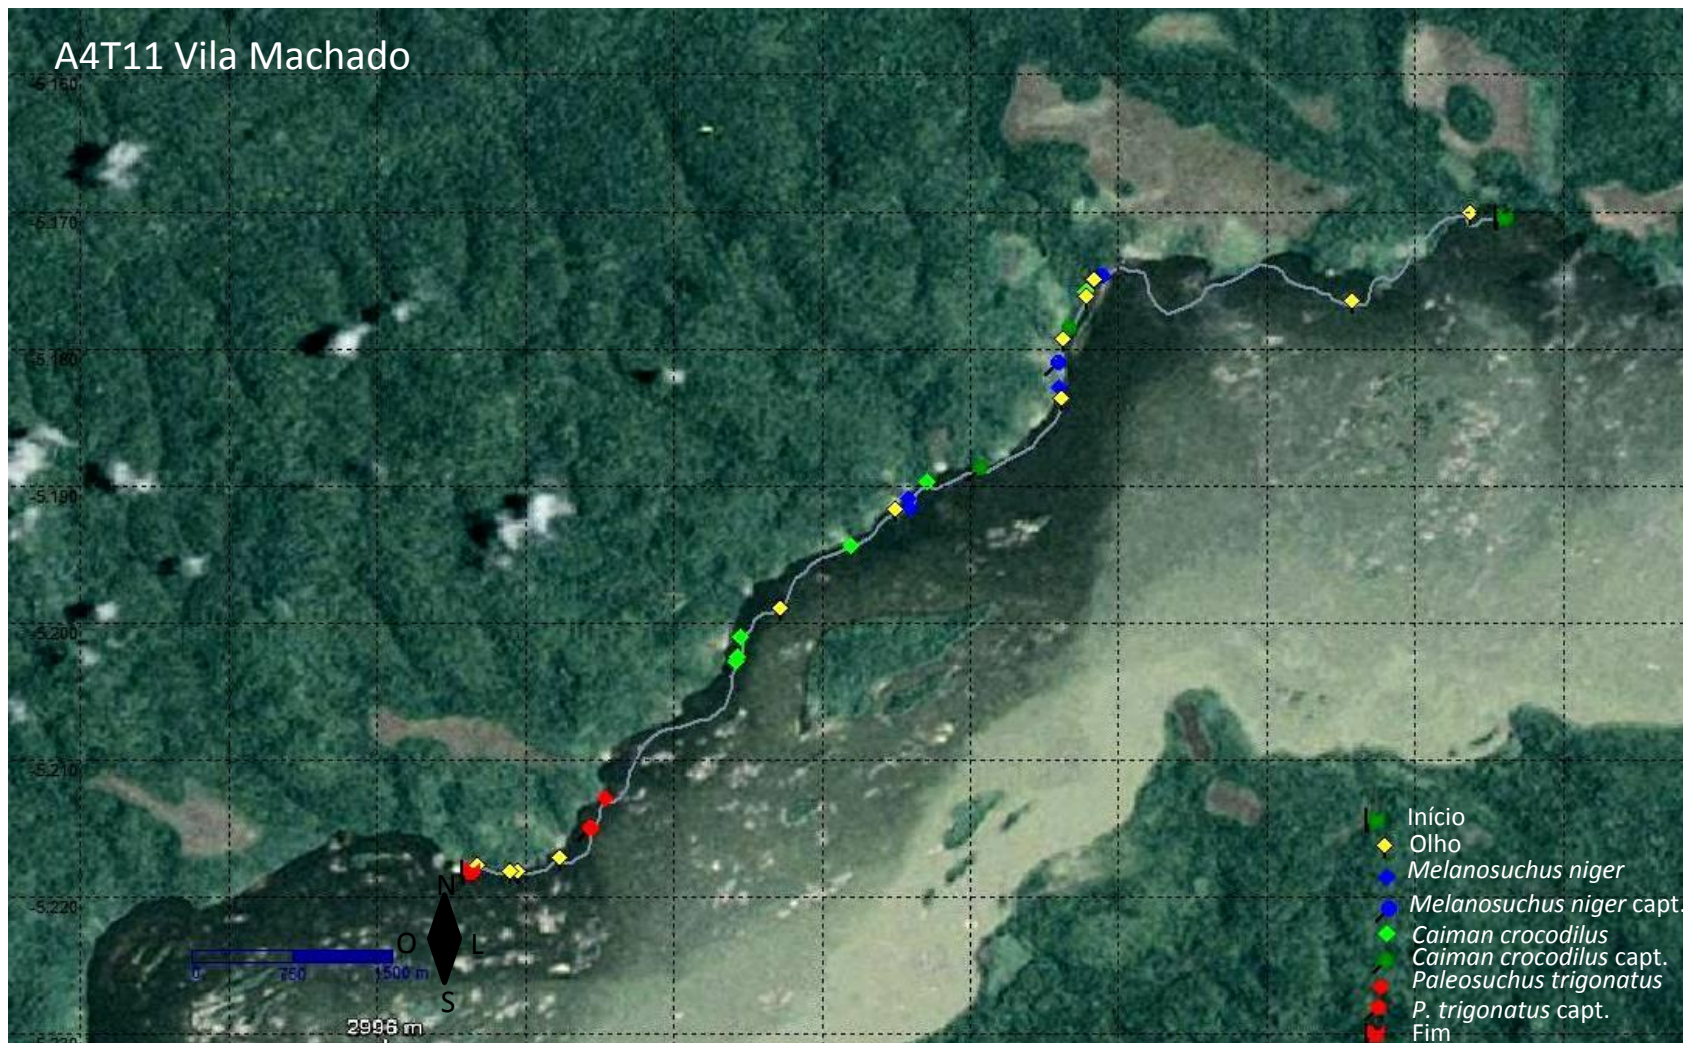 A4T11 Vila Machado
-5.160
-5.170
-5.180
-5.190
-5.200
-5.210
Início
Olho
Melanosuchus niger
Melanosuchus niger capt.
Caiman crocodilus
Caiman crocodilus capt.
Paleosuchus trigonatus
P. trigonatus capt.
Fim
N
-5.220
O L
0 750 1500 m
S
2996 m
-5.230